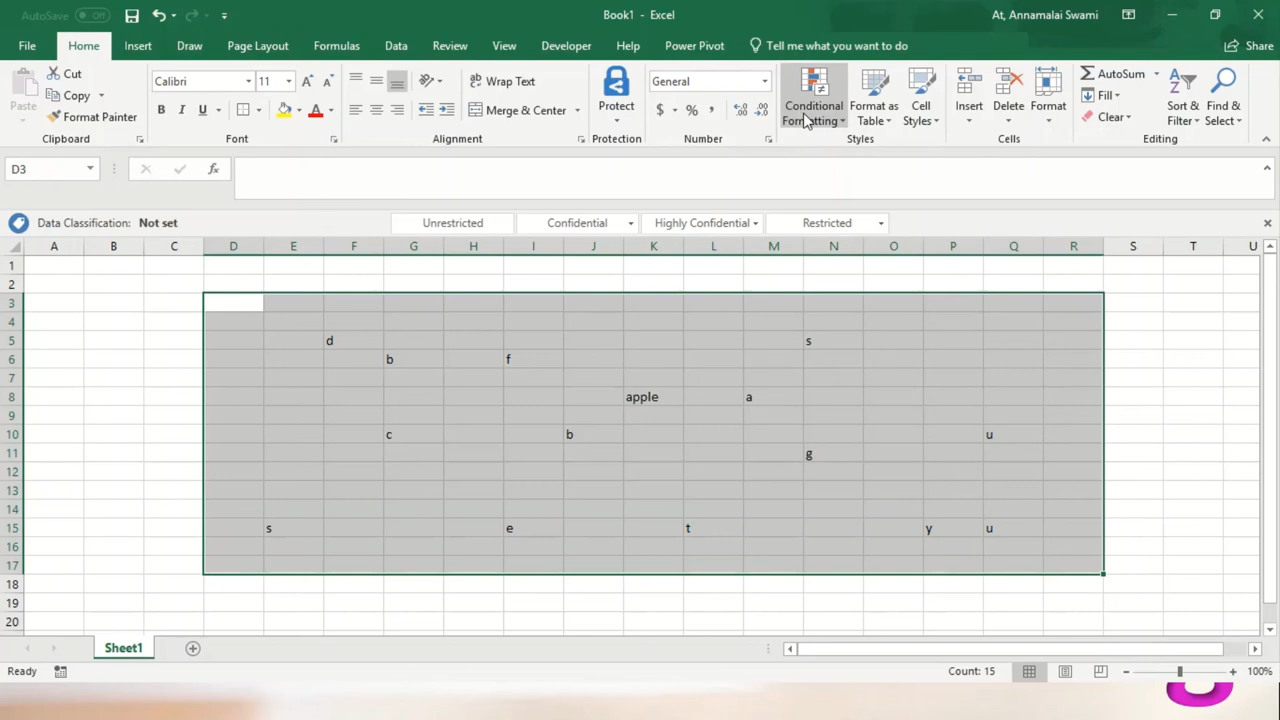 AutoSave Off
Book1 - Excel
At, Annamalai Swami
File Home Insert Draw Page Layout Formulas Data Review View Developer Help Power Pivot Tell me what you want to do Share
Paste
Cut
Copy
Format Painter
Clipboard
Calibri 11
B I U
Font
Wrap Text
Merge & Center
Alignment
Protect
Protection
General
$ % ,
Number
Conditional Formatting
Format as Table
Cell Styles
Styles
Insert
Delete
Format
Cells
AutoSum
Fill
Clear
Sort & Filter
Find & Select
Editing
D3
fx
Data Classification: Not set
Unrestricted Confidential Highly Confidential Restricted
A B C D E F G H I J K L M N O P Q R S T U
1
2
3
4
5 d s
6 b f
7
8 apple a
9
10 c b u
11 g
12
13
14
15 s e t y u
16
17
18
19
20
Sheet1
Ready
Count: 15
100%